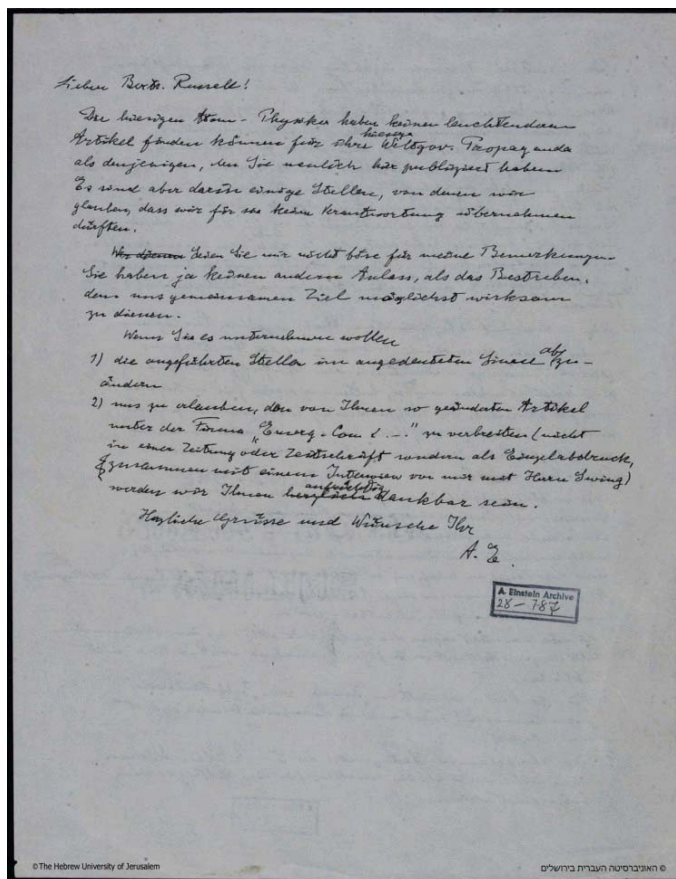 Lieber Bertr. Russell!
Die hiesigen Atom-Physiker haben keinen leuchtenderen
hiesige
Artikel finden können für ihre Weltgov. Propaganda
als denjenigen, den Sie neulich hier publiziert haben
Es sind aber darin einige Stellen, von denen wir
glauben, dass wir für sie keine Verantwortung übernehmen
dürften.
Seien Sie mir nicht böse für meine Bemerkungen.
Sie haben ja keinen andern Anlass, als das Bestreben,
dem uns gemeinsamen Ziel möglichst wirksam
zu dienen.
Wenn Sie es unternehmen wollen
1) die angeführten Stellen im angedeuteten Sinne abzu-
ändern
2) uns zu erlauben, den von Ihnen so geänderten Artikel
unter der Firma "Emerg. Com. ..." zu verbreiten (nicht
in einer Zeitung oder Zeitschrift sondern als Einzelabdruck,
zusammen mit einem Interview von mir mit Herrn Swing)
aufrichtig
werden wir Ihnen herzlich dankbar sein.
Herzliche Grüsse und Wünsche Ihr
A. E.
A. Einstein Archive
28-787
© The Hebrew University of Jerusalem
© האוניברסיטה העברית בירושלים